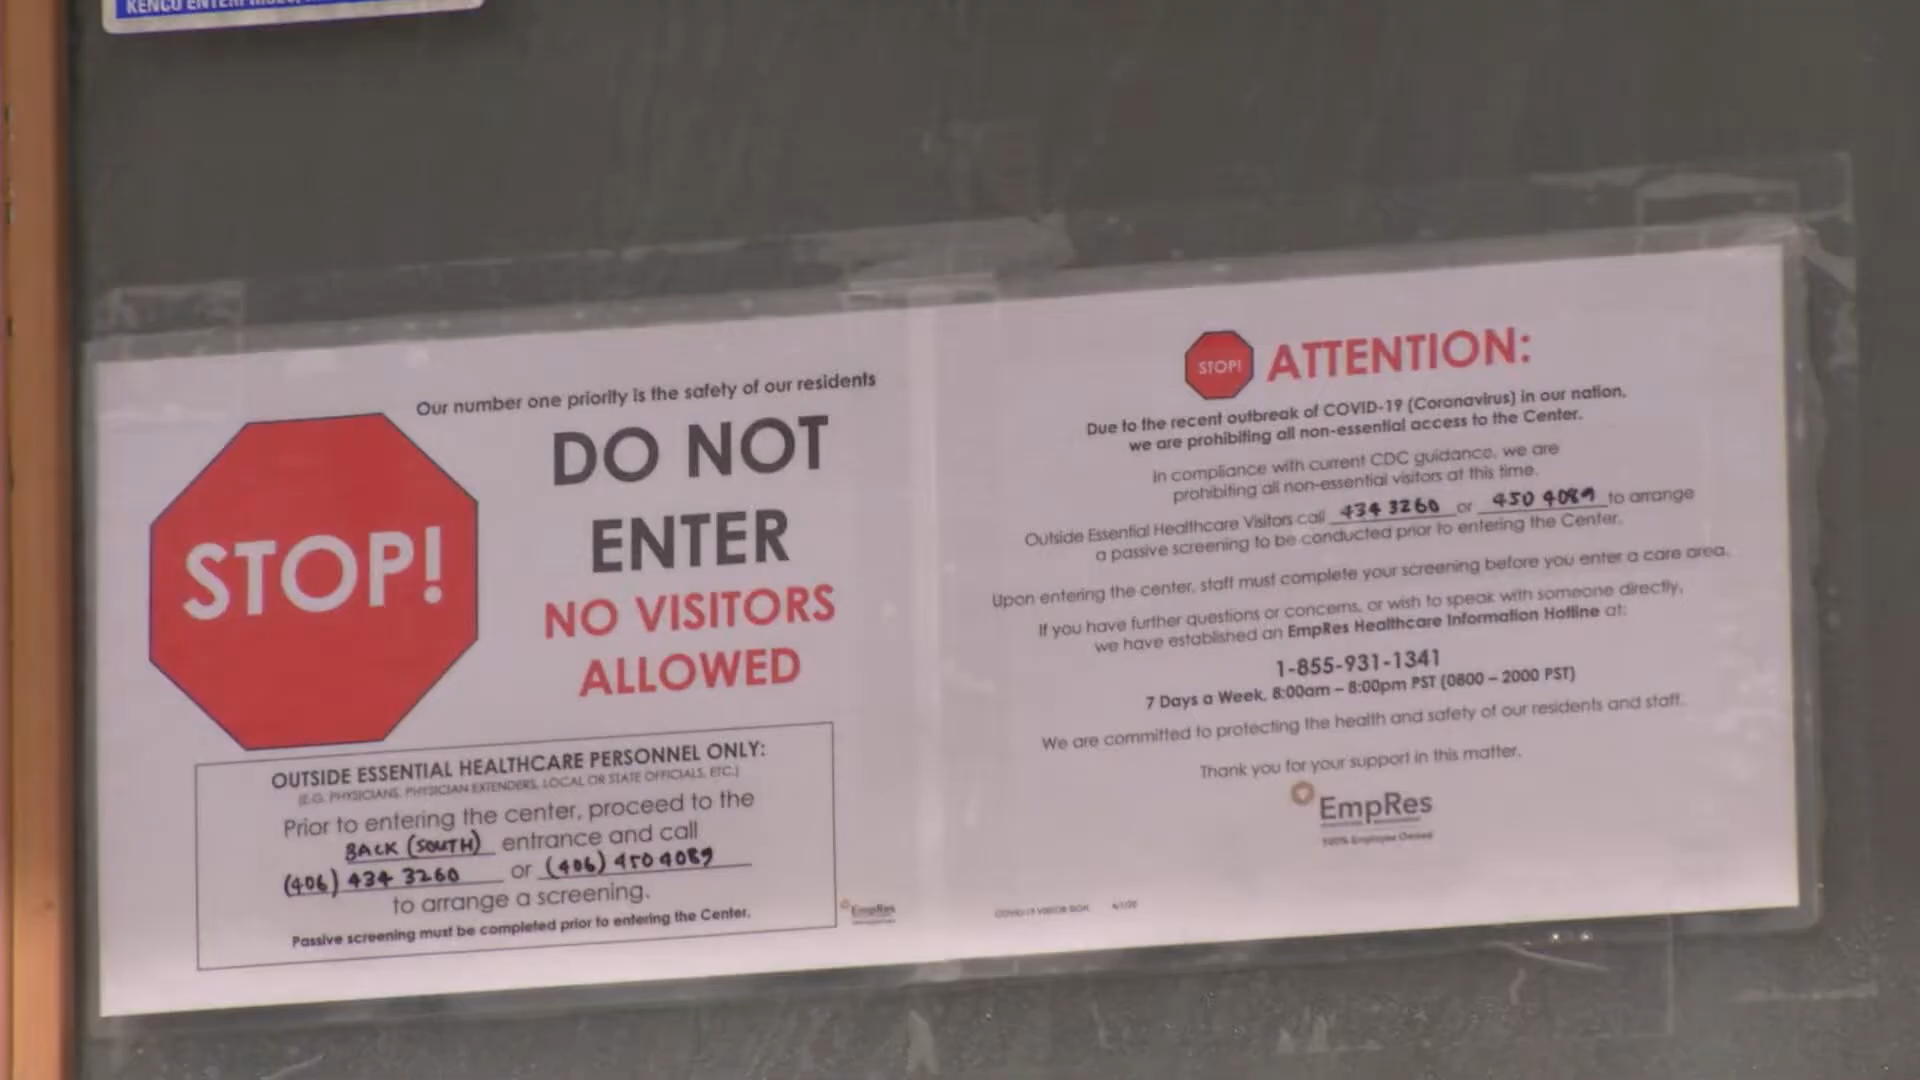 KENCO ENTERPRISES,
Our number one priority is the safety of our residents
STOP!
DO NOT
ENTER
NO VISITORS
ALLOWED
OUTSIDE ESSENTIAL HEALTHCARE PERSONNEL ONLY:
(E.G. PHYSICIANS, PHYSICIAN EXTENDERS, LOCAL OR STATE OFFICIALS, ETC.)
Prior to entering the center, proceed to the
BACK (SOUTH) entrance and call
(406) 434 3260 or (406) 450 4089
to arrange a screening.
Passive screening must be completed prior to entering the Center.
EmpRes
STOP! ATTENTION:
Due to the recent outbreak of COVID-19 (Coronavirus) in our nation,
we are prohibiting all non-essential access to the Center.
In compliance with current CDC guidance, we are
prohibiting all non-essential visitors at this time.
Outside Essential Healthcare Visitors call 434 3260 or 450 4089 to arrange
a passive screening to be conducted prior to entering the Center.
Upon entering the center, staff must complete your screening before you enter a care area.
If you have further questions or concerns, or wish to speak with someone directly,
we have established an EmpRes Healthcare Information Hotline at:
1-855-931-1341
7 Days a Week, 8:00am – 8:00pm PST (0800 – 2000 PST)
We are committed to protecting the health and safety of our residents and staff.
Thank you for your support in this matter.
EmpRes
100% Employee Owned
COVID-19 VISITOR SIGN